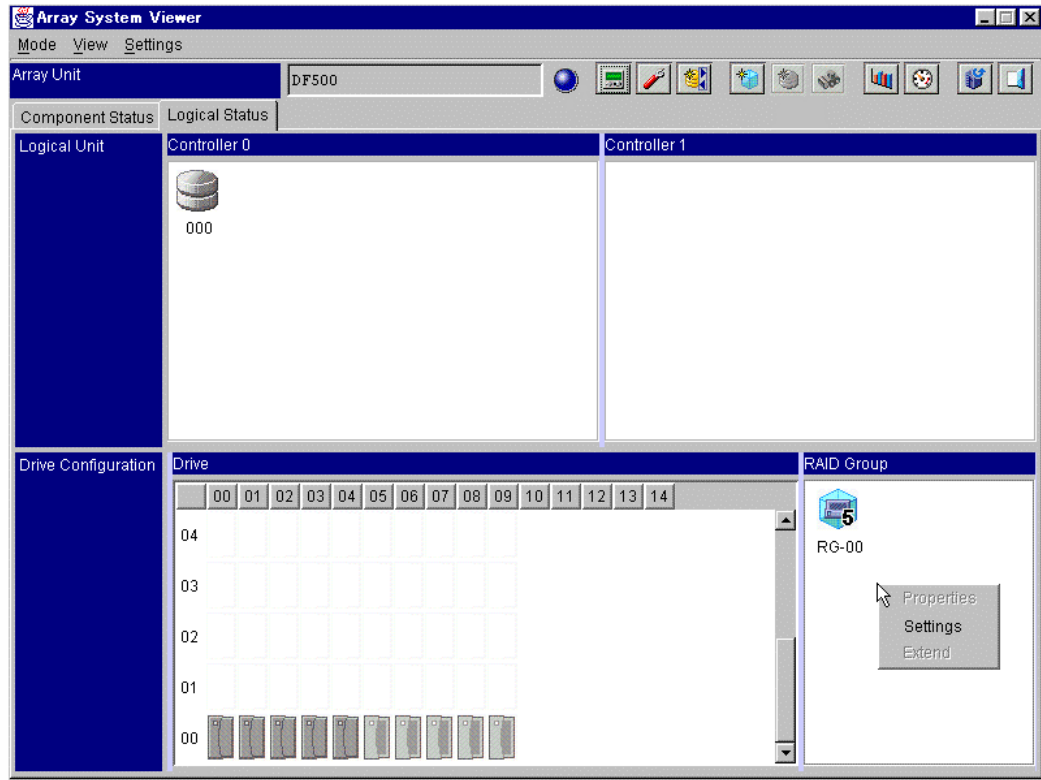 Array System Viewer
Mode View Settings
Array Unit DF500
Component Status Logical Status
Logical Unit Controller 0 Controller 1
000
Drive Configuration Drive RAID Group
00 01 02 03 04 05 06 07 08 09 10 11 12 13 14
04
5
RG-00
03
Properties
Settings
02
Extend
01
00